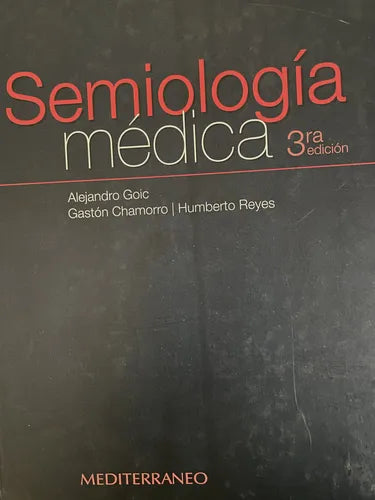 Semiología
médica 3ra
edición
Alejandro Goic
Gastón Chamorro | Humberto Reyes
MEDITERRANEO